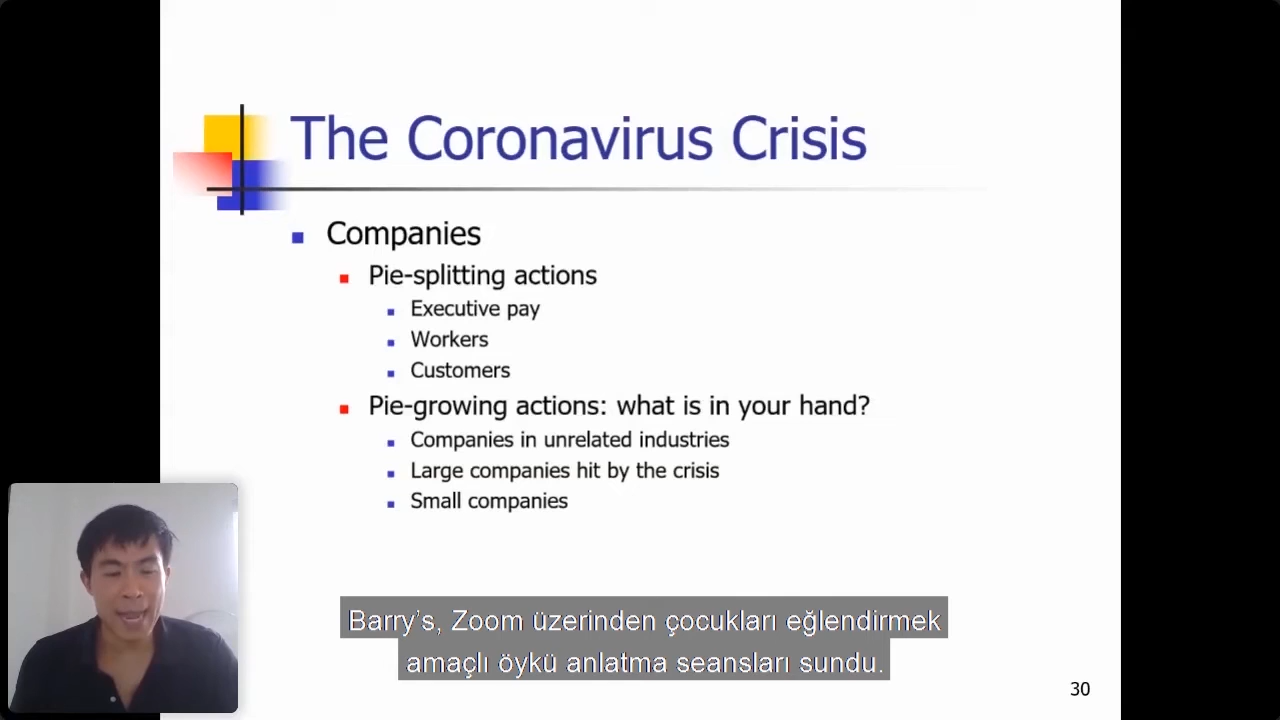 The Coronavirus Crisis
Companies
Pie-splitting actions
Executive pay
Workers
Customers
Pie-growing actions: what is in your hand?
Companies in unrelated industries
Large companies hit by the crisis
Small companies
Barry’s, Zoom üzerinden çocukları eğlendirmek
amaçlı öykü anlatma seansları sundu.
30